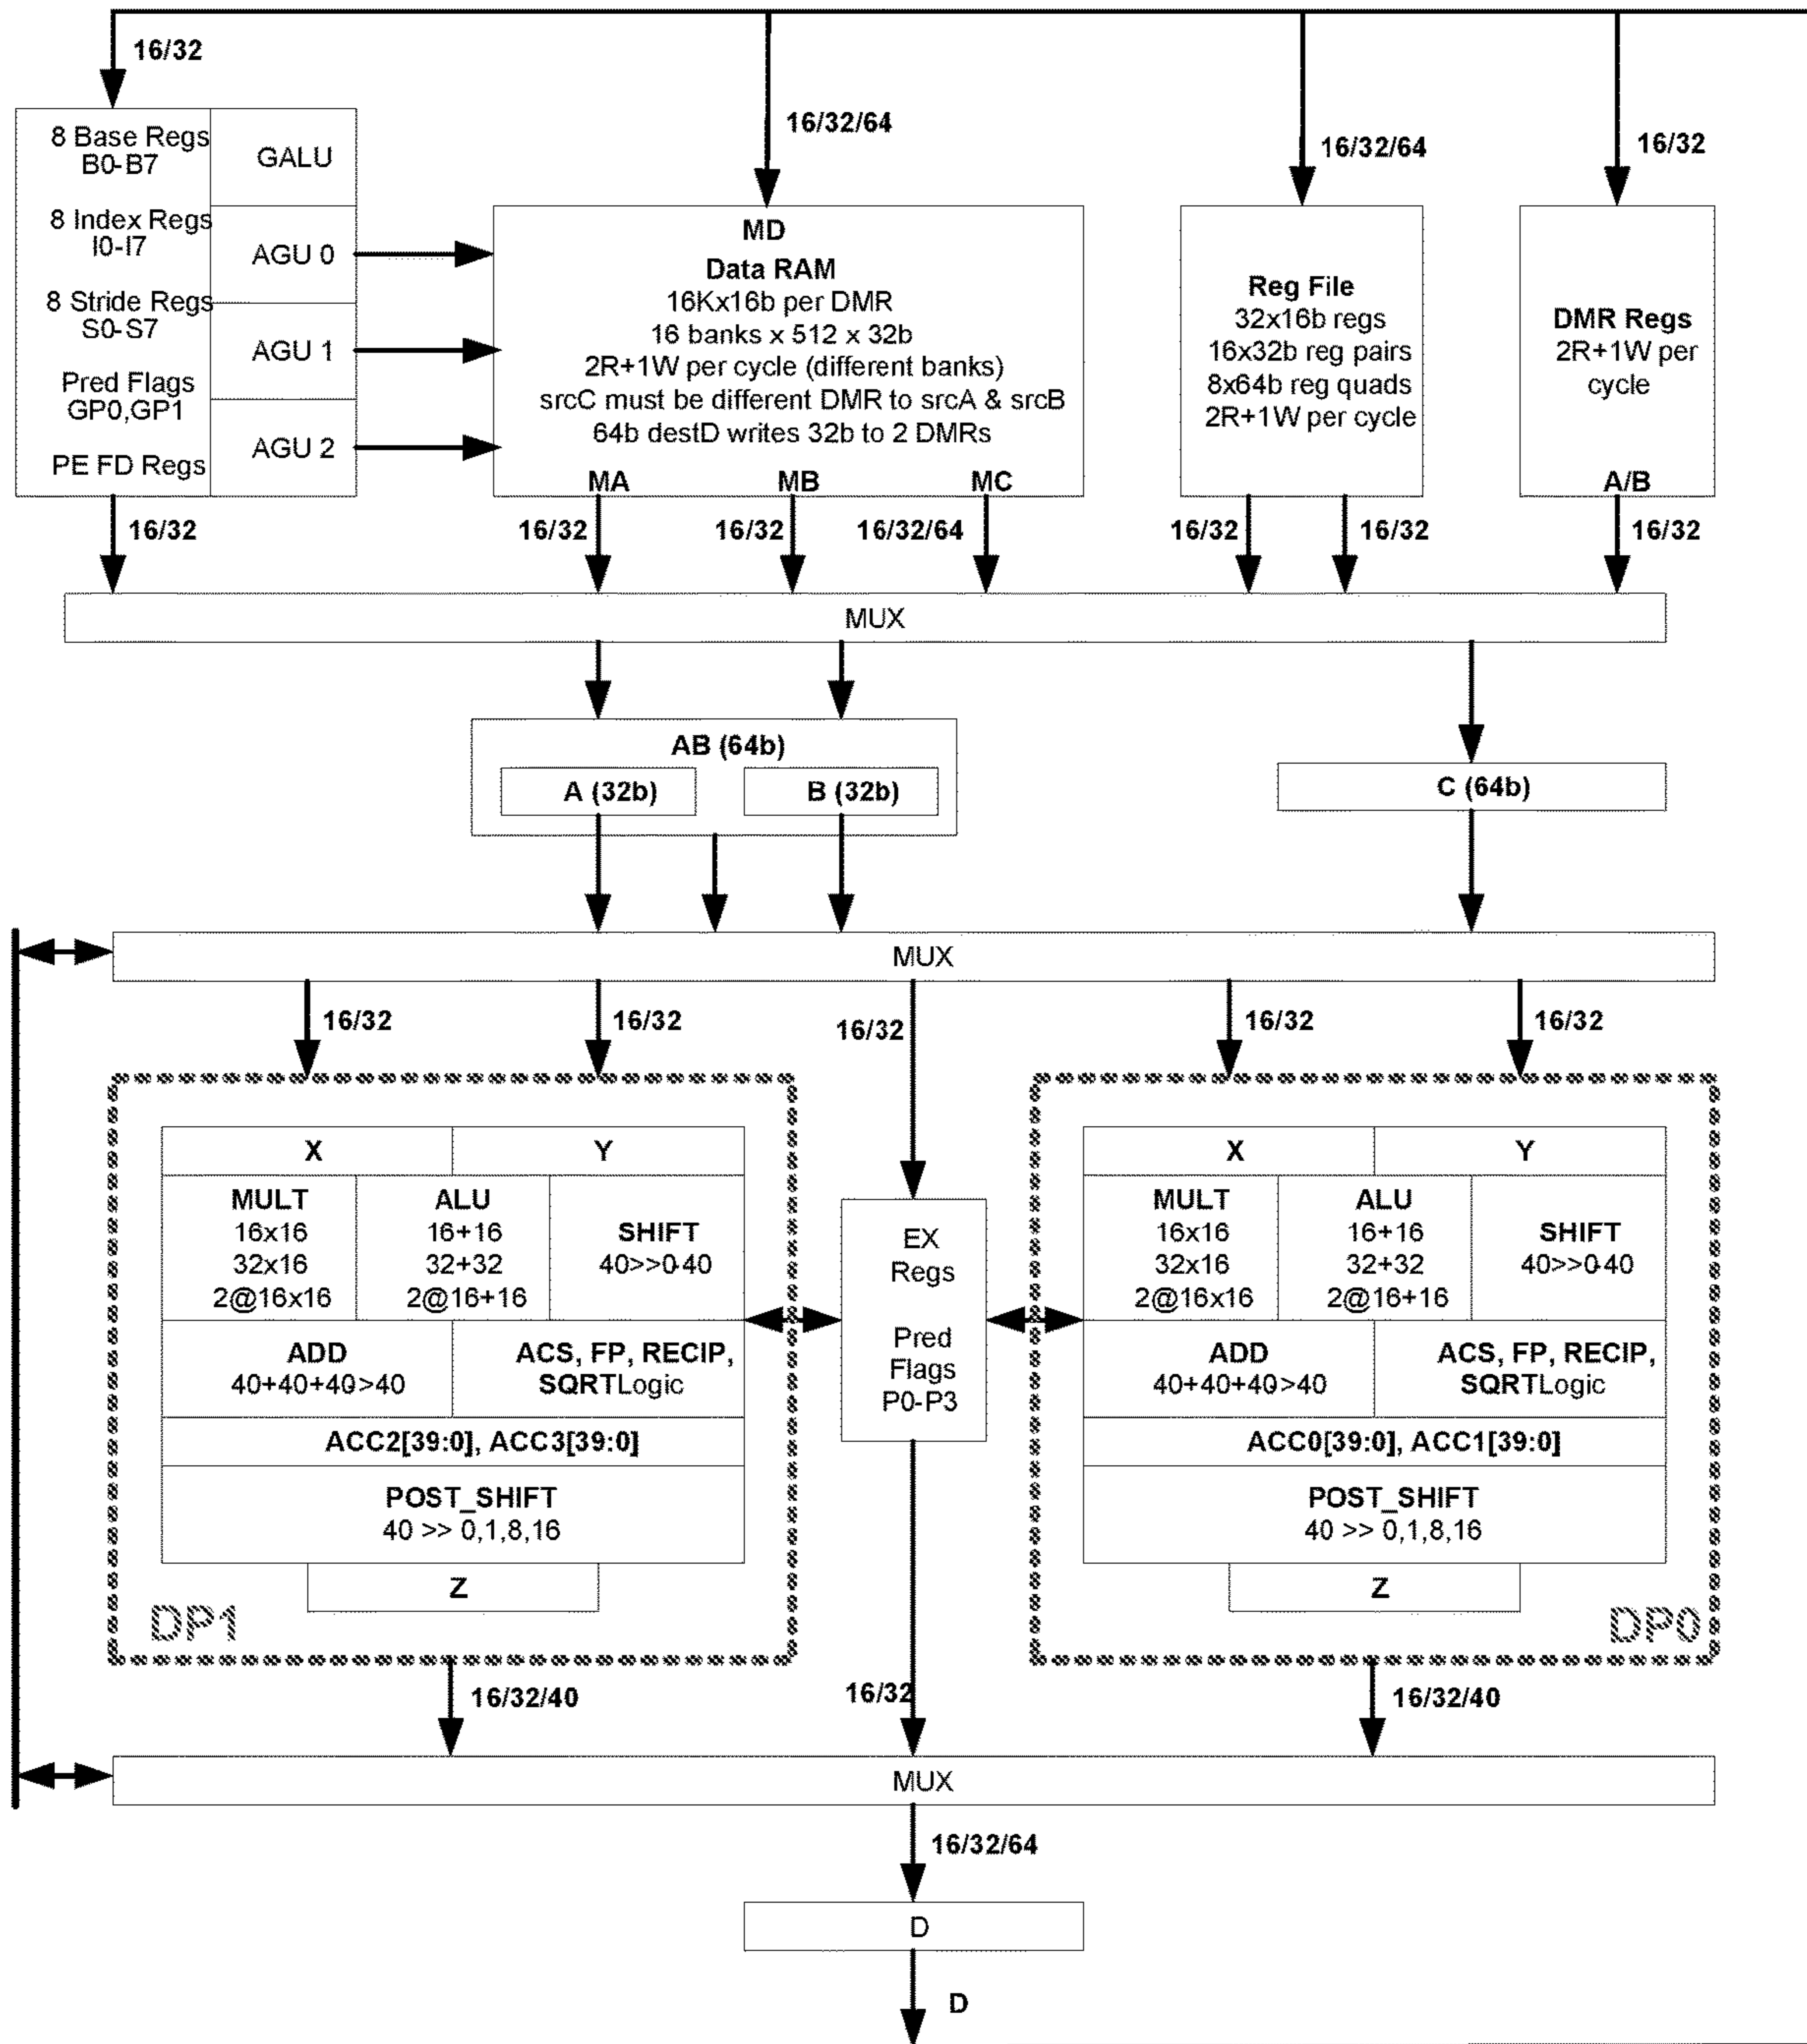 16/32
16/32/64
16/32/64
16/32
8 Base Regs
B0-B7
8 Index Regs
I0-I7
8 Stride Regs
S0-S7
Pred Flags
GP0,GP1
PE FD Regs
GALU
AGU 0
AGU 1
AGU 2
MD
Data RAM
16Kx16b per DMR
16 banks x 512 x 32b
2R+1W per cycle (different banks)
srcC must be different DMR to srcA & srcB
64b destD writes 32b to 2 DMRs
MA MB MC
Reg File
32x16b regs
16x32b reg pairs
8x64b reg quads
2R+1W per cycle
DMR Regs
2R+1W per
cycle
A/B
16/32
16/32
16/32
16/32/64
16/32
16/32
16/32
MUX
AB (64b)
A (32b)
B (32b)
C (64b)
MUX
16/32
16/32
16/32
16/32
16/32
X
Y
MULT
16x16
32x16
2@16x16
ALU
16+16
32+32
2@16+16
SHIFT
40>>0-40
ADD
40+40+40>40
ACS, FP, RECIP,
SQRTLogic
ACC2[39:0], ACC3[39:0]
POST_SHIFT
40 >> 0,1,8,16
Z
DP1
EX
Regs
Pred
Flags
P0-P3
X
Y
MULT
16x16
32x16
2@16x16
ALU
16+16
32+32
2@16+16
SHIFT
40>>0-40
ADD
40+40+40>40
ACS, FP, RECIP,
SQRTLogic
ACC0[39:0], ACC1[39:0]
POST_SHIFT
40 >> 0,1,8,16
Z
DP0
16/32/40
16/32
16/32/40
MUX
16/32/64
D
D